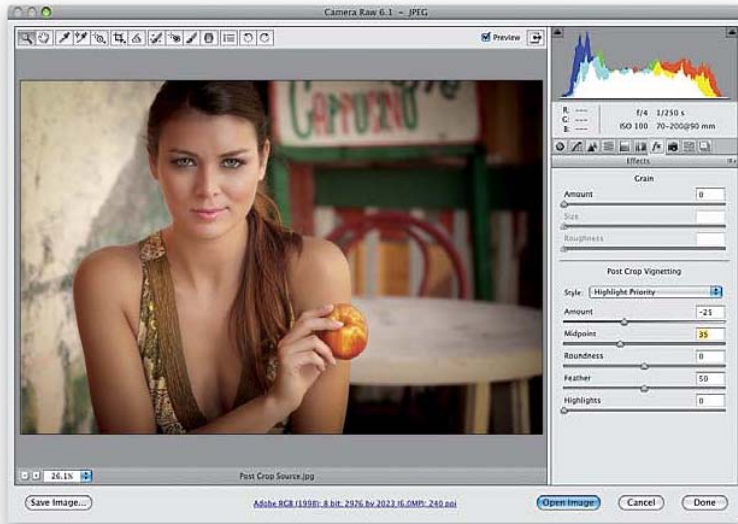 Camera Raw 6.1 – JPEG
Preview
CAPPUSINO
R: ---
G: ---
B: ---
f/4 1/250 s
ISO 100 70-200@90 mm
Effects
Grain
Amount 0
Size
Roughness
Post Crop Vignetting
Style: Highlight Priority
Amount -25
Midpoint 35
Roundness 0
Feather 50
Highlights 0
26.1% Post Crop Source.jpg
Save Image... Adobe RGB (1998); 8 bit; 2976 by 2023 (6.0MP); 240 ppi Open Image Cancel Done